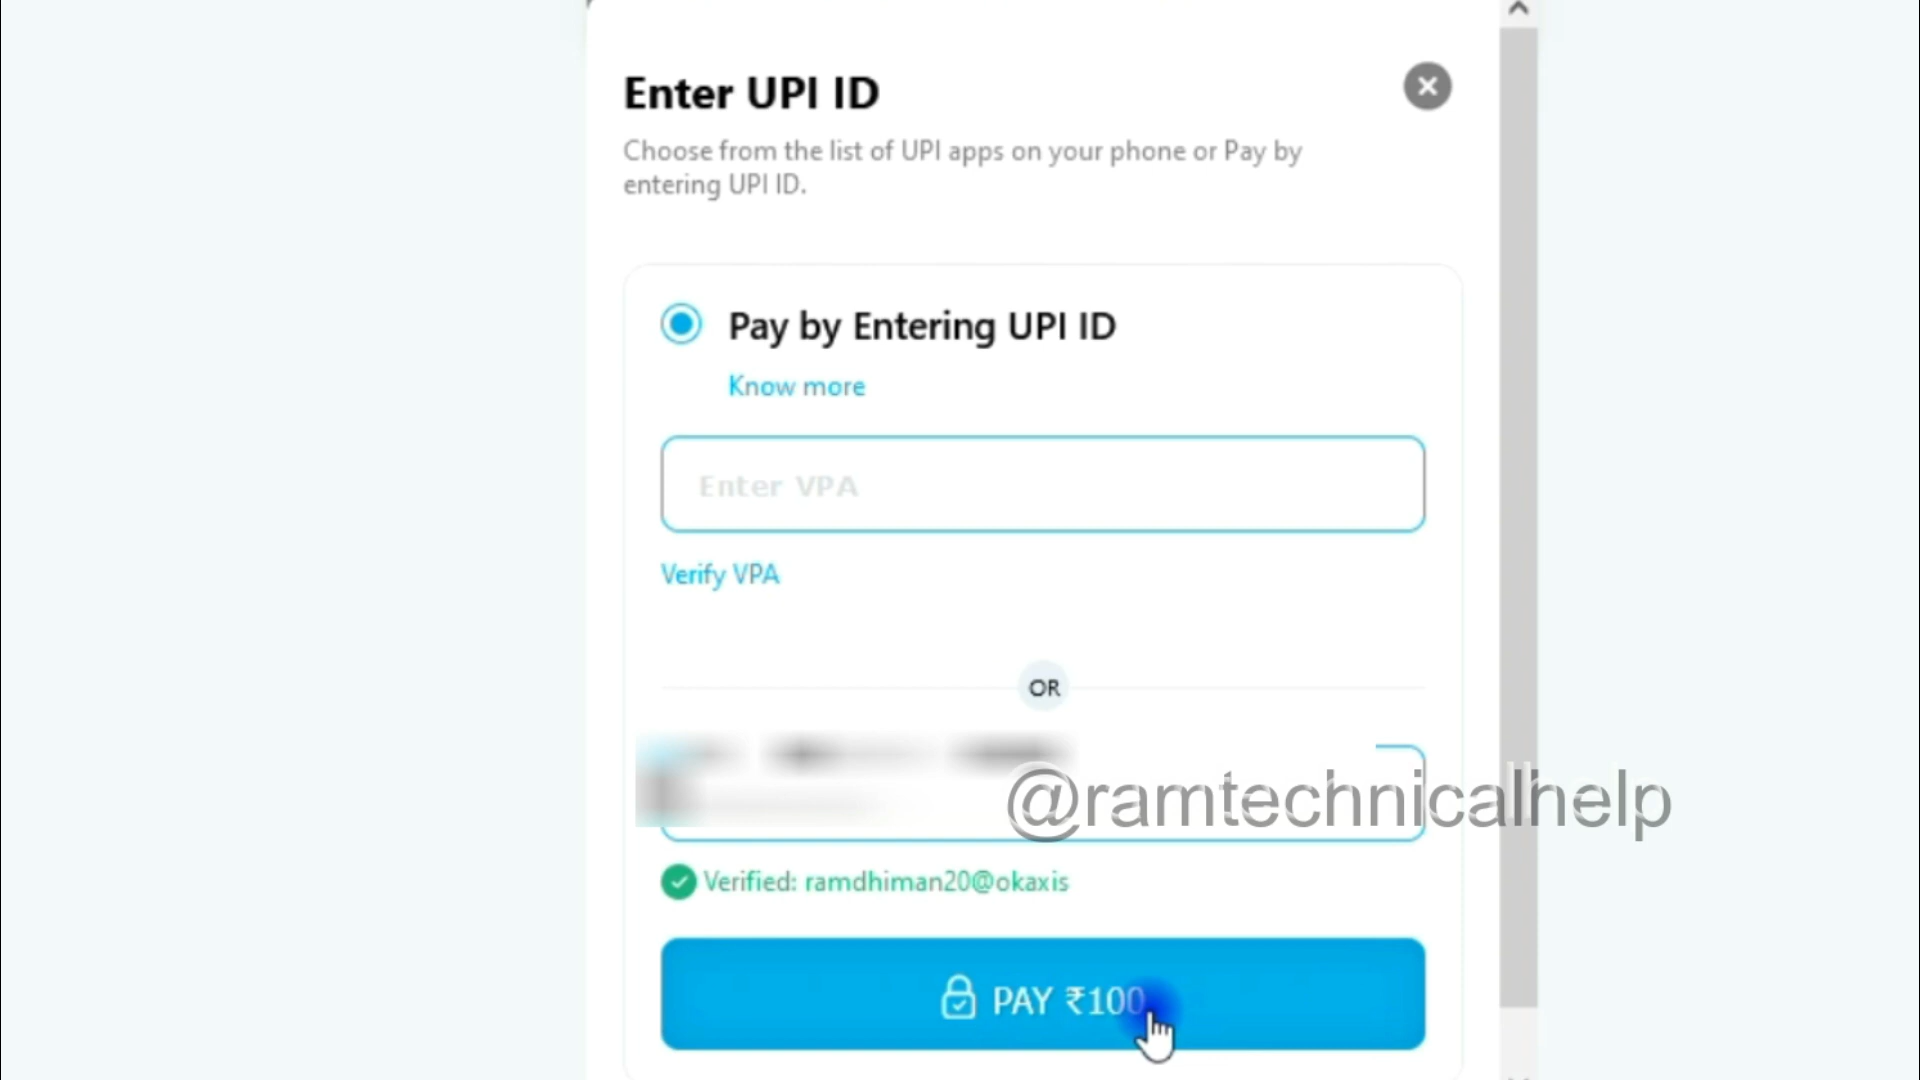 Enter UPI ID
Choose from the list of UPI apps on your phone or Pay by
entering UPI ID.
Pay by Entering UPI ID
Know more
Enter VPA
Verify VPA
OR
@ramtechnicalhelp
Verified: ramdhiman20@okaxis
PAY ₹100